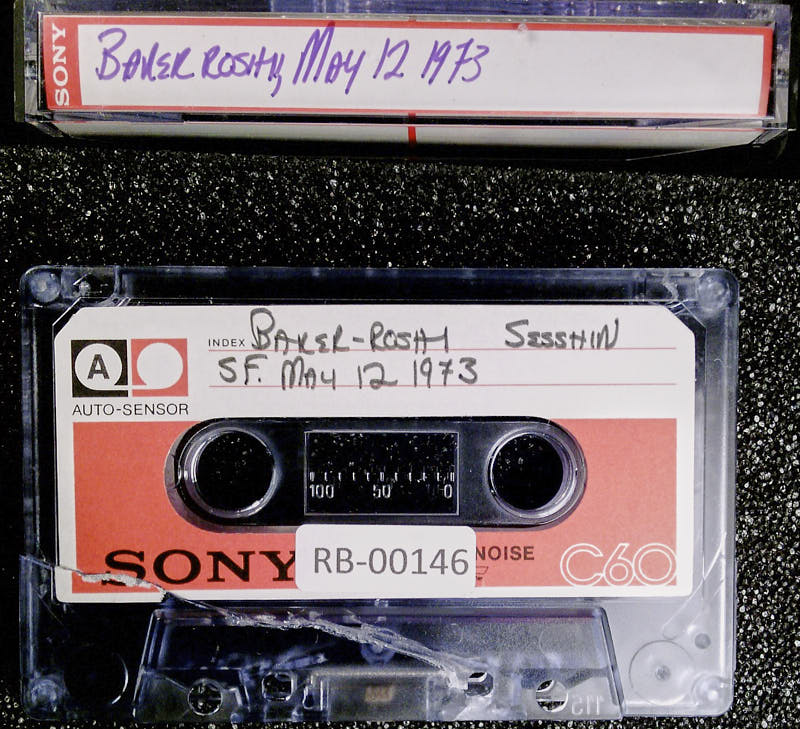 SONY
BAKER ROSHI, MAY 12 1973
A
INDEX BAKER-ROSHI SESSHIN
SF. MAY 12 1973
AUTO-SENSOR
100 50 0
SONY
RB-00146
NOISE
C60